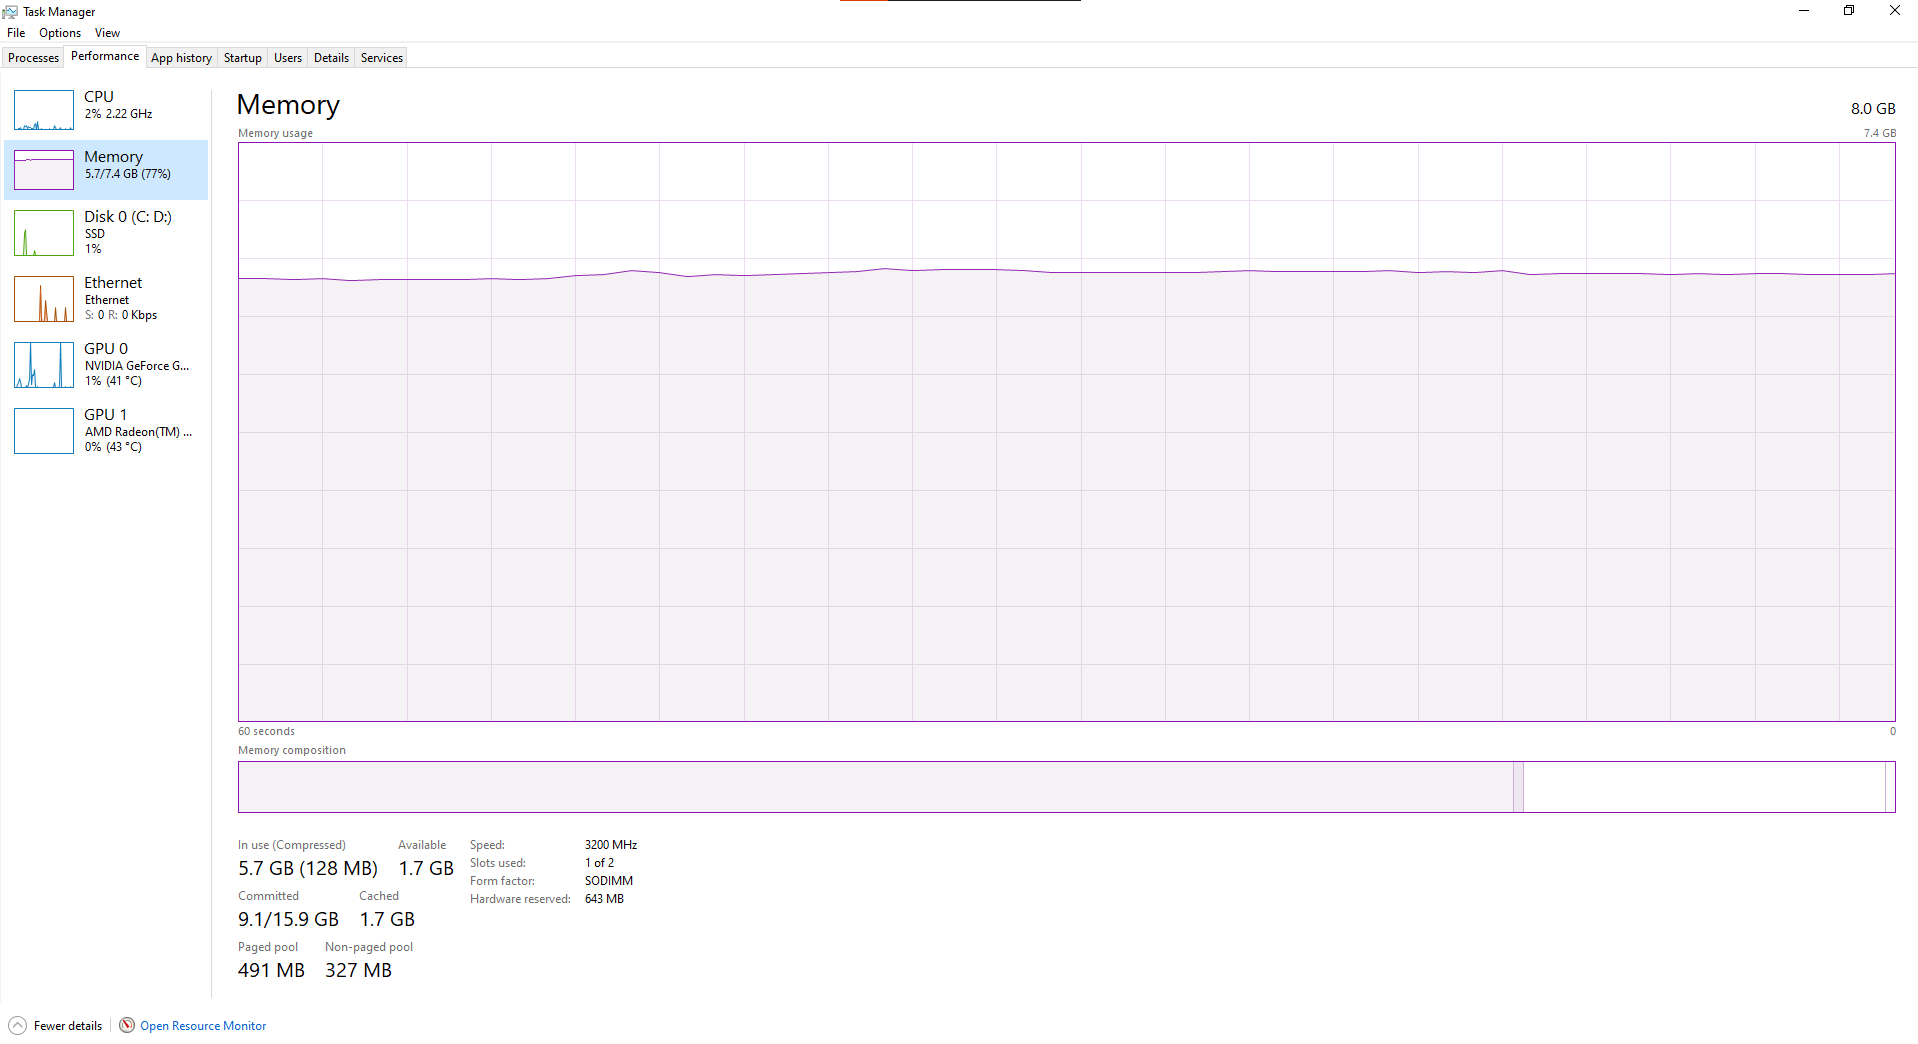 Task Manager
File Options View
Processes Performance App history Startup Users Details Services
CPU
2% 2.22 GHz
Memory
5.7/7.4 GB (77%)
Disk 0 (C: D:)
SSD
1%
Ethernet
Ethernet
S: 0 R: 0 Kbps
GPU 0
NVIDIA GeForce G...
1% (41 °C)
GPU 1
AMD Radeon(TM) ...
0% (43 °C)
Memory 8.0 GB
Memory usage 7.4 GB
60 seconds 0
Memory composition
In use (Compressed) Available
5.7 GB (128 MB) 1.7 GB
Committed Cached
9.1/15.9 GB 1.7 GB
Paged pool Non-paged pool
491 MB 327 MB
Speed: 3200 MHz
Slots used: 1 of 2
Form factor: SODIMM
Hardware reserved: 643 MB
Fewer details Open Resource Monitor